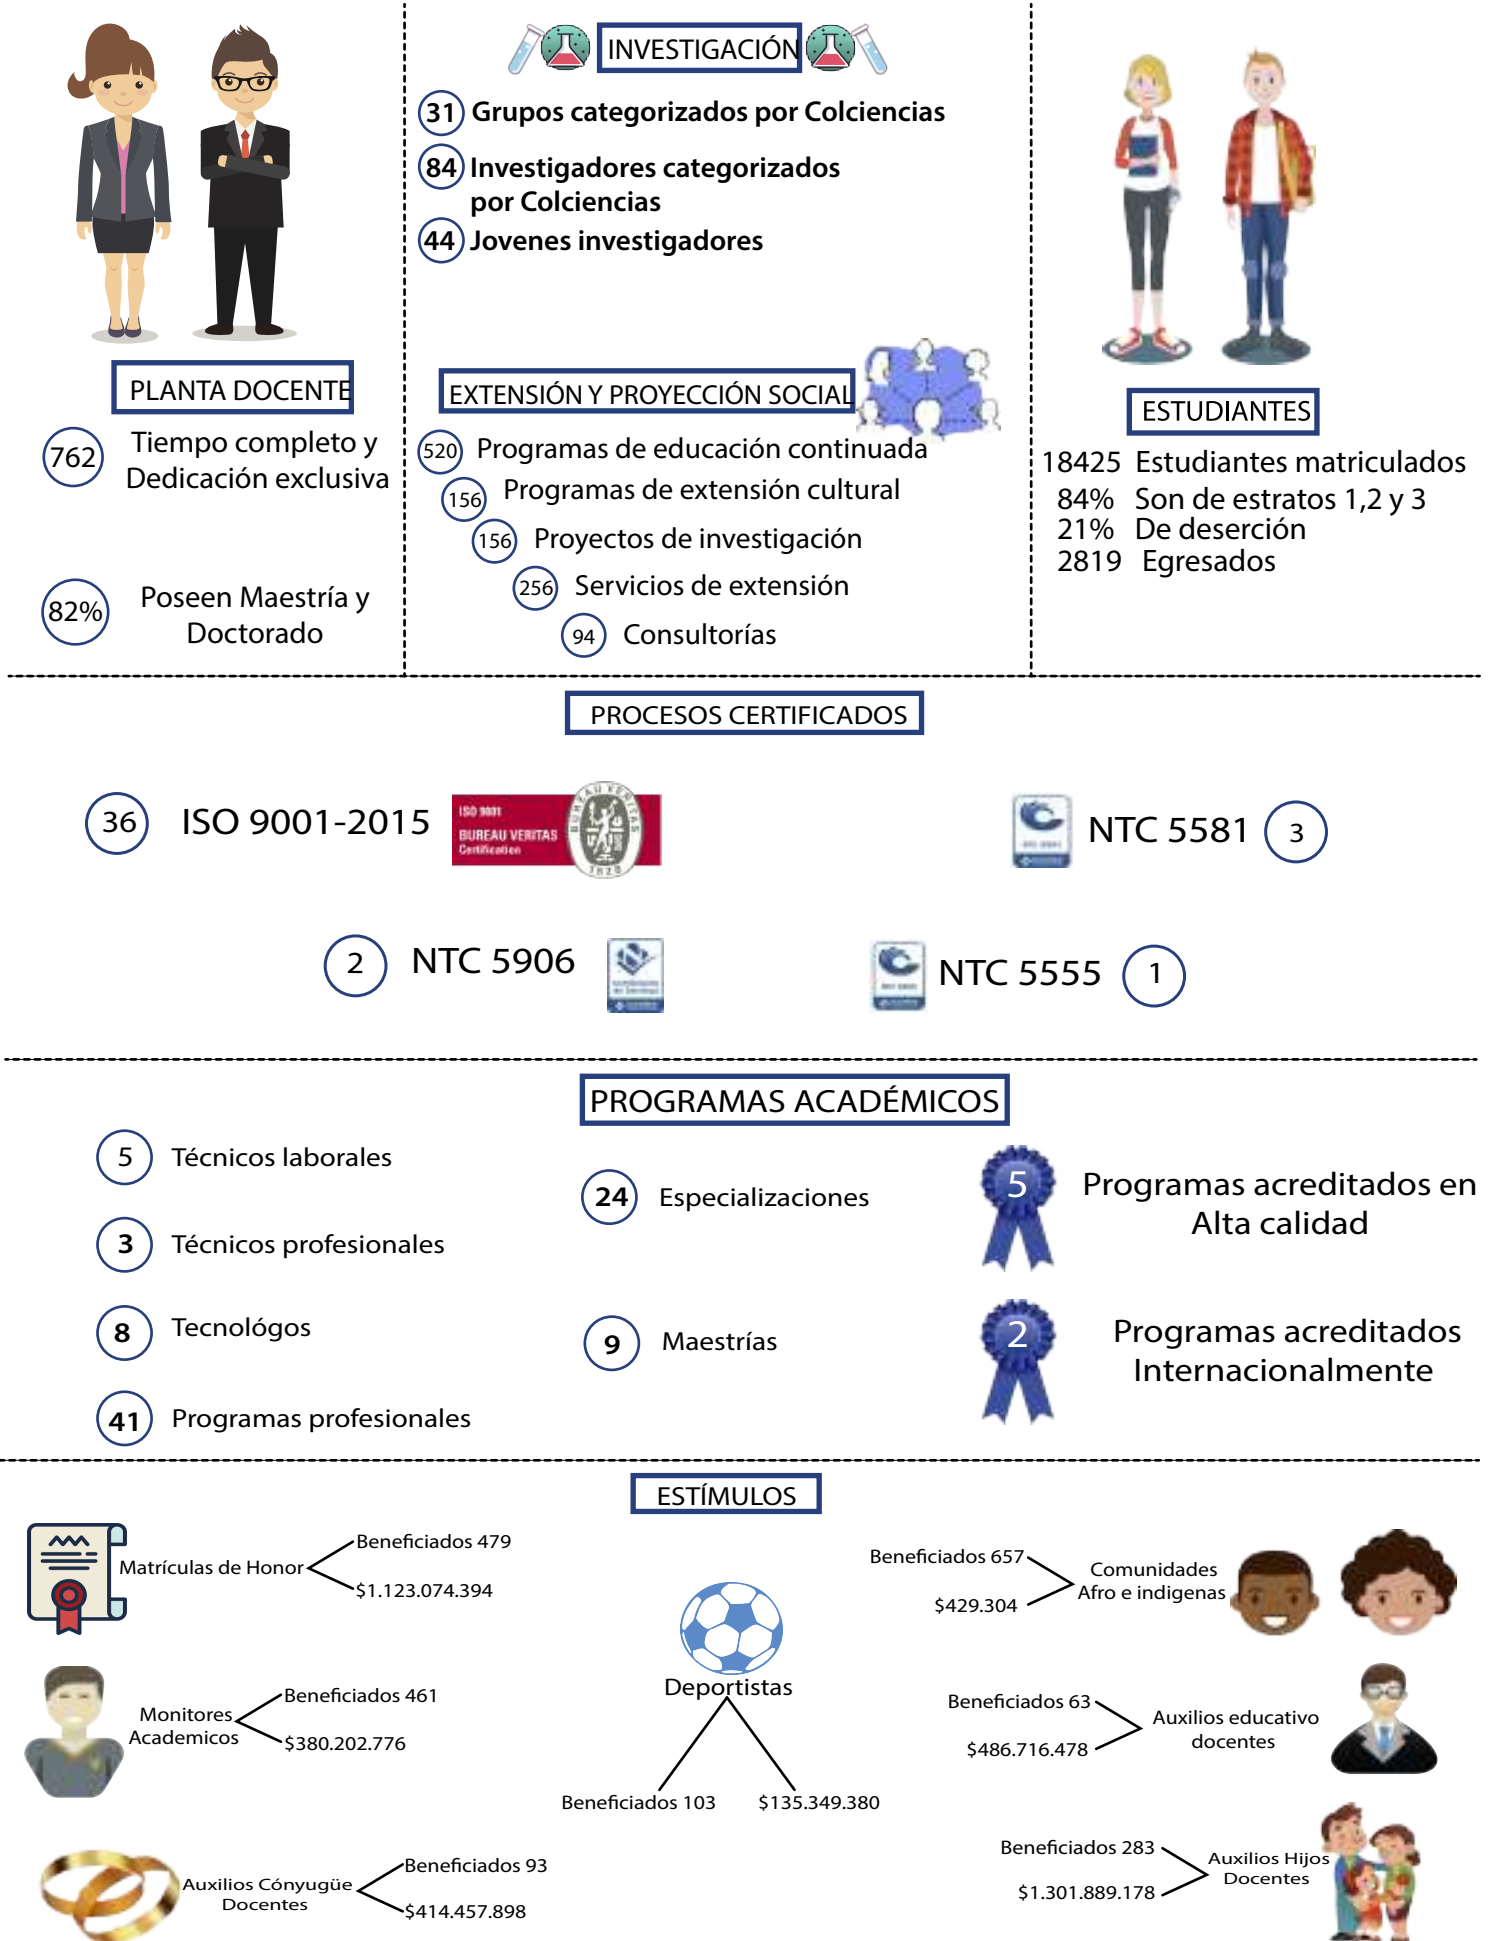 INVESTIGACIÓN
31 Grupos categorizados por Colciencias
84 Investigadores categorizados
por Colciencias
44 Jovenes investigadores
PLANTA DOCENTE
762 Tiempo completo y
Dedicación exclusiva
82% Poseen Maestría y
Doctorado
EXTENSIÓN Y PROYECCIÓN SOCIAL
520 Programas de educación continuada
156 Programas de extensión cultural
156 Proyectos de investigación
256 Servicios de extensión
94 Consultorías
ESTUDIANTES
18425 Estudiantes matriculados
84% Son de estratos 1,2 y 3
21% De deserción
2819 Egresados
PROCESOS CERTIFICADOS
36 ISO 9001-2015
ISO 9001
BUREAU VERITAS
Certification
BUREAU VERITAS
1828
NTC 5581 3
2 NTC 5906
NTC 5555 1
PROGRAMAS ACADÉMICOS
5 Técnicos laborales
3 Técnicos profesionales
8 Tecnológos
41 Programas profesionales
24 Especializaciones
9 Maestrías
5 Programas acreditados en
Alta calidad
2 Programas acreditados
Internacionalmente
ESTÍMULOS
Matrículas de Honor
Beneficiados 479
$1.123.074.394
Monitores
Academicos
Beneficiados 461
$380.202.776
Auxilios Cónyugüe
Docentes
Beneficiados 93
$414.457.898
Deportistas
Beneficiados 103 $135.349.380
Beneficiados 657
$429.304
Comunidades
Afro e indigenas
Beneficiados 63
$486.716.478
Auxilios educativo
docentes
Beneficiados 283
$1.301.889.178
Auxilios Hijos
Docentes